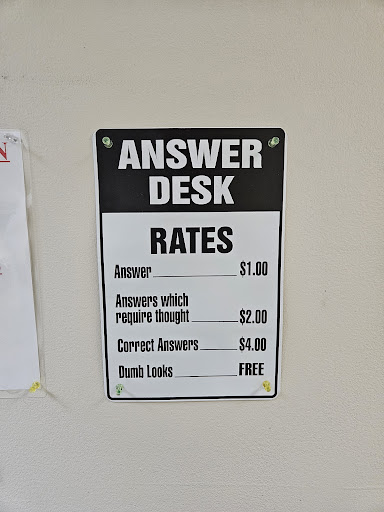 ANSWER
DESK
RATES
Answer $1.00
Answers which
require thought $2.00
Correct Answers $4.00
Dumb Looks FREE
N